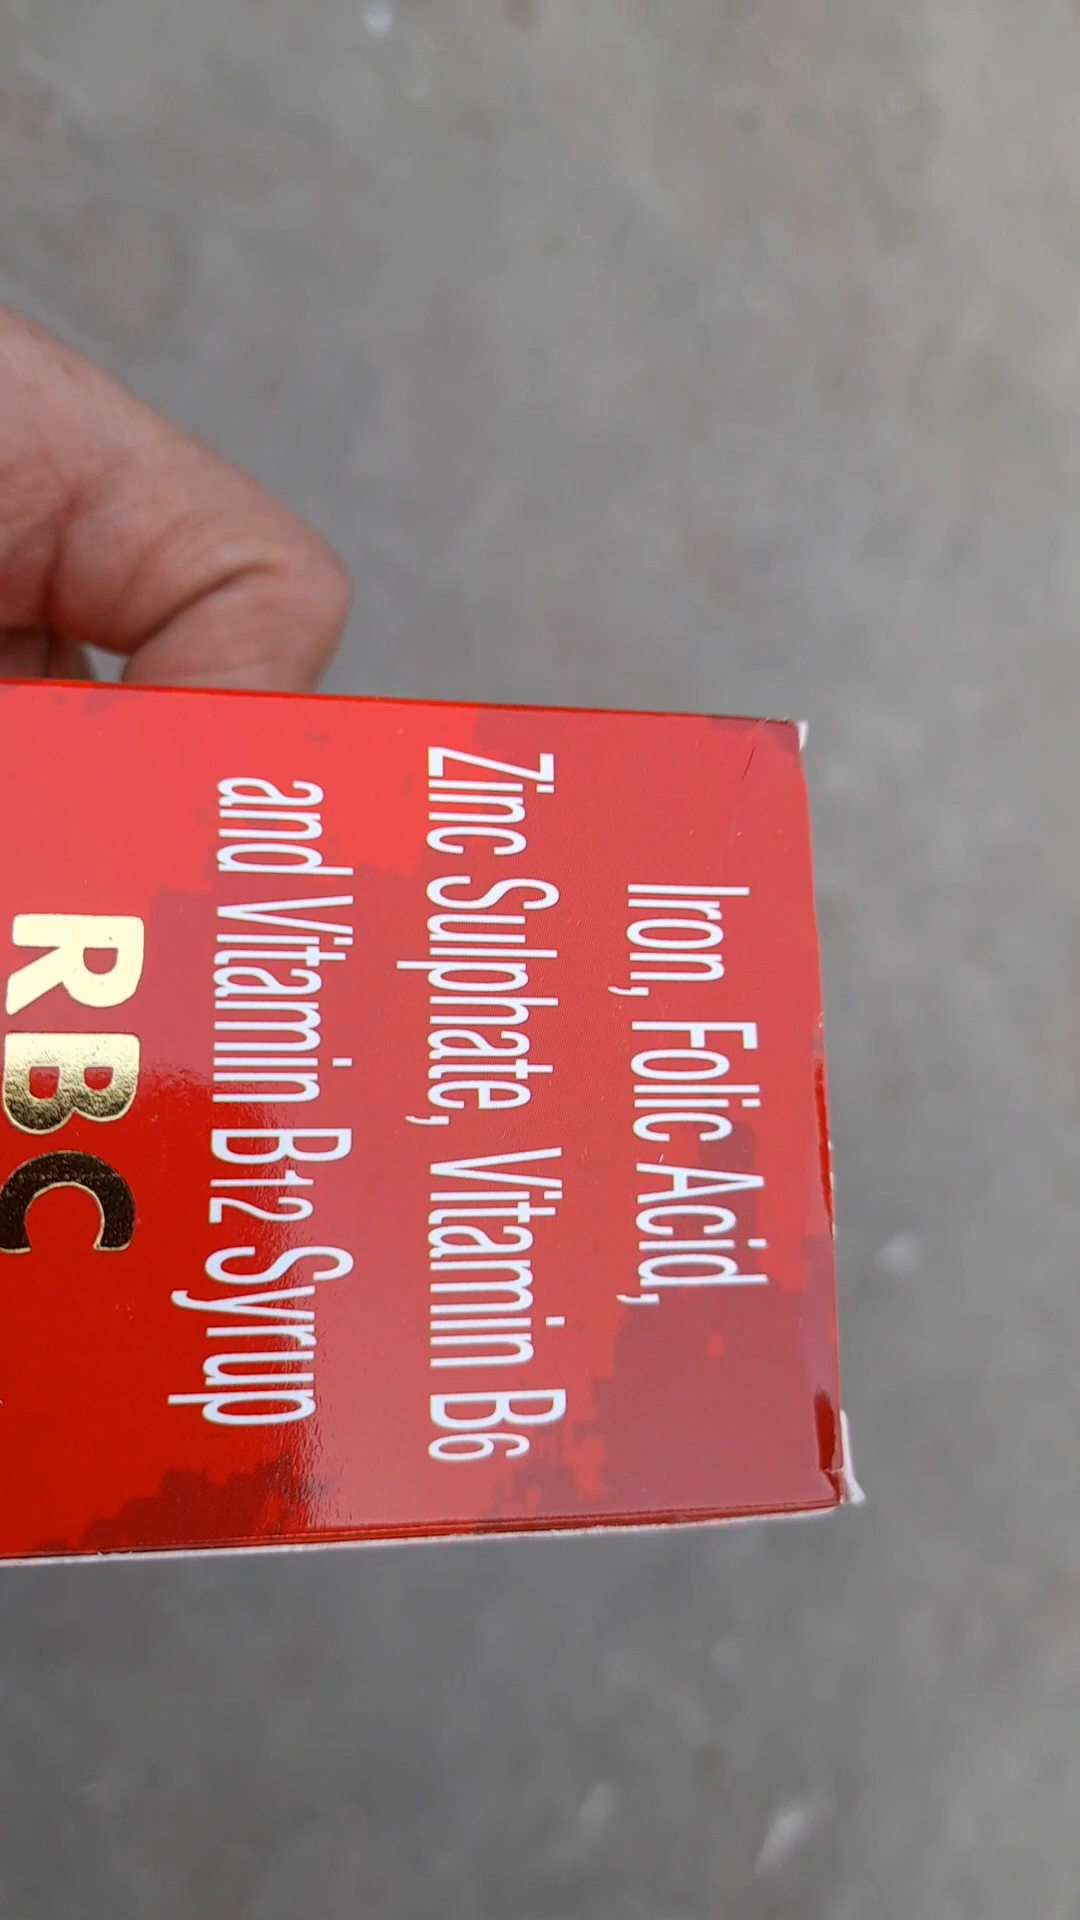 Iron, Folic Acid,
Zinc Sulphate, Vitamin B6
and Vitamin B12 Syrup
RBC